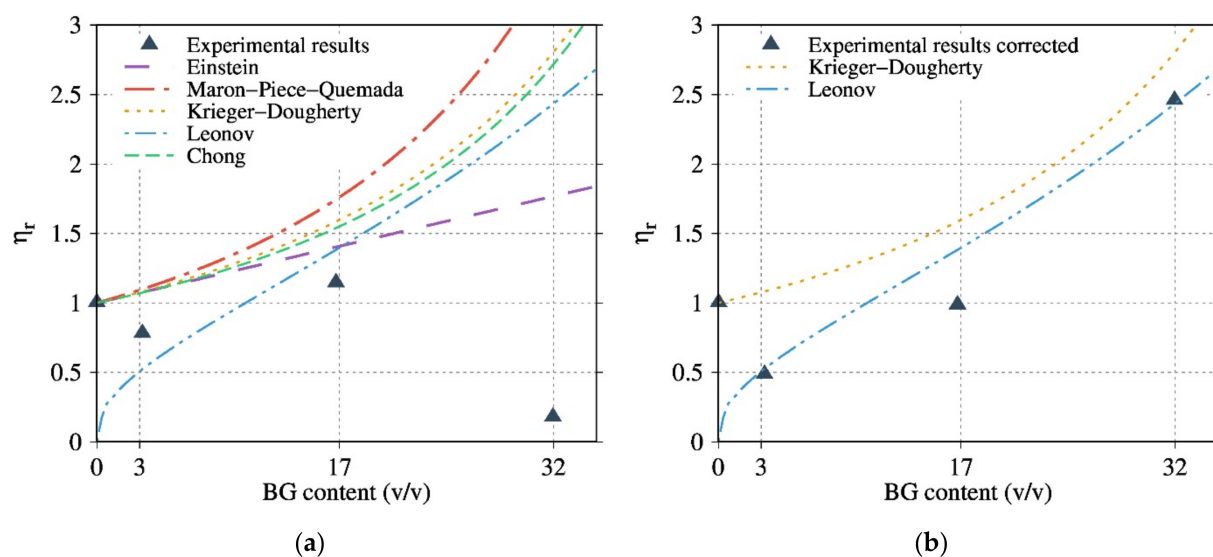 3
2.5
2
1.5
1
0.5
0
ηr
Experimental results
Einstein
Maron−Piece−Quemada
Krieger−Dougherty
Leonov
Chong
0
3
17
32
BG content (v/v)
(a)
3
2.5
2
1.5
1
0.5
0
ηr
Experimental results corrected
Krieger−Dougherty
Leonov
0
3
17
32
BG content (v/v)
(b)